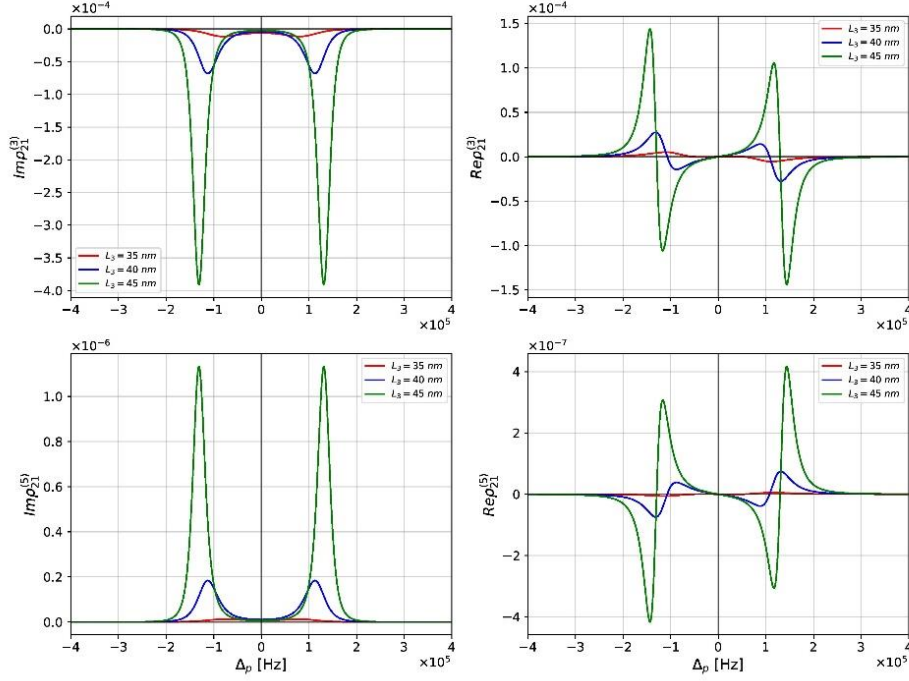 ×10⁻⁴
0.0
−0.5
−1.0
−1.5
−2.0
−2.5
−3.0
−3.5
−4.0
Imρ₂₁⁽³⁾
L₃ = 35 nm
L₃ = 40 nm
L₃ = 45 nm
−4 −3 −2 −1 0 1 2 3 4
×10⁵
×10⁻⁴
1.5
1.0
0.5
0.0
−0.5
−1.0
−1.5
Reρ₂₁⁽³⁾
L₃ = 35 nm
L₃ = 40 nm
L₃ = 45 nm
−4 −3 −2 −1 0 1 2 3 4
×10⁵
×10⁻⁶
1.0
0.8
0.6
0.4
0.2
0.0
Imρ₂₁⁽⁵⁾
L₃ = 35 nm
L₃ = 40 nm
L₃ = 45 nm
−4 −3 −2 −1 0 1 2 3 4
Δₚ [Hz]
×10⁵
×10⁻⁷
4
2
0
−2
−4
Reρ₂₁⁽⁵⁾
L₃ = 35 nm
L₃ = 40 nm
L₃ = 45 nm
−4 −3 −2 −1 0 1 2 3 4
Δₚ [Hz]
×10⁵